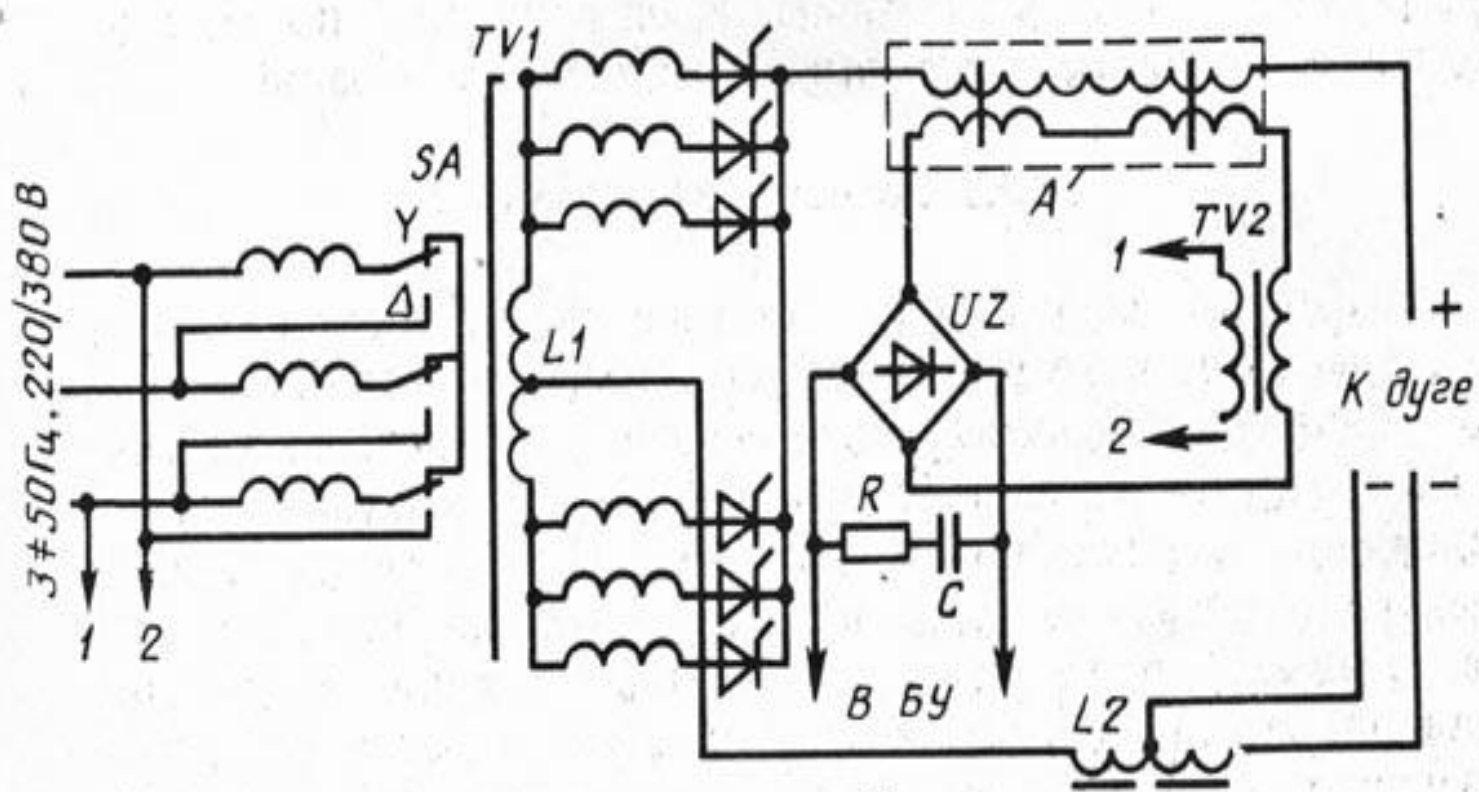 TV1
SA
Y
Δ
3≠50Гц. 220/380 В
1 2
L1
A'
TV2
1
2
UZ
+
К дуге
- -
R
C
В БУ
L2